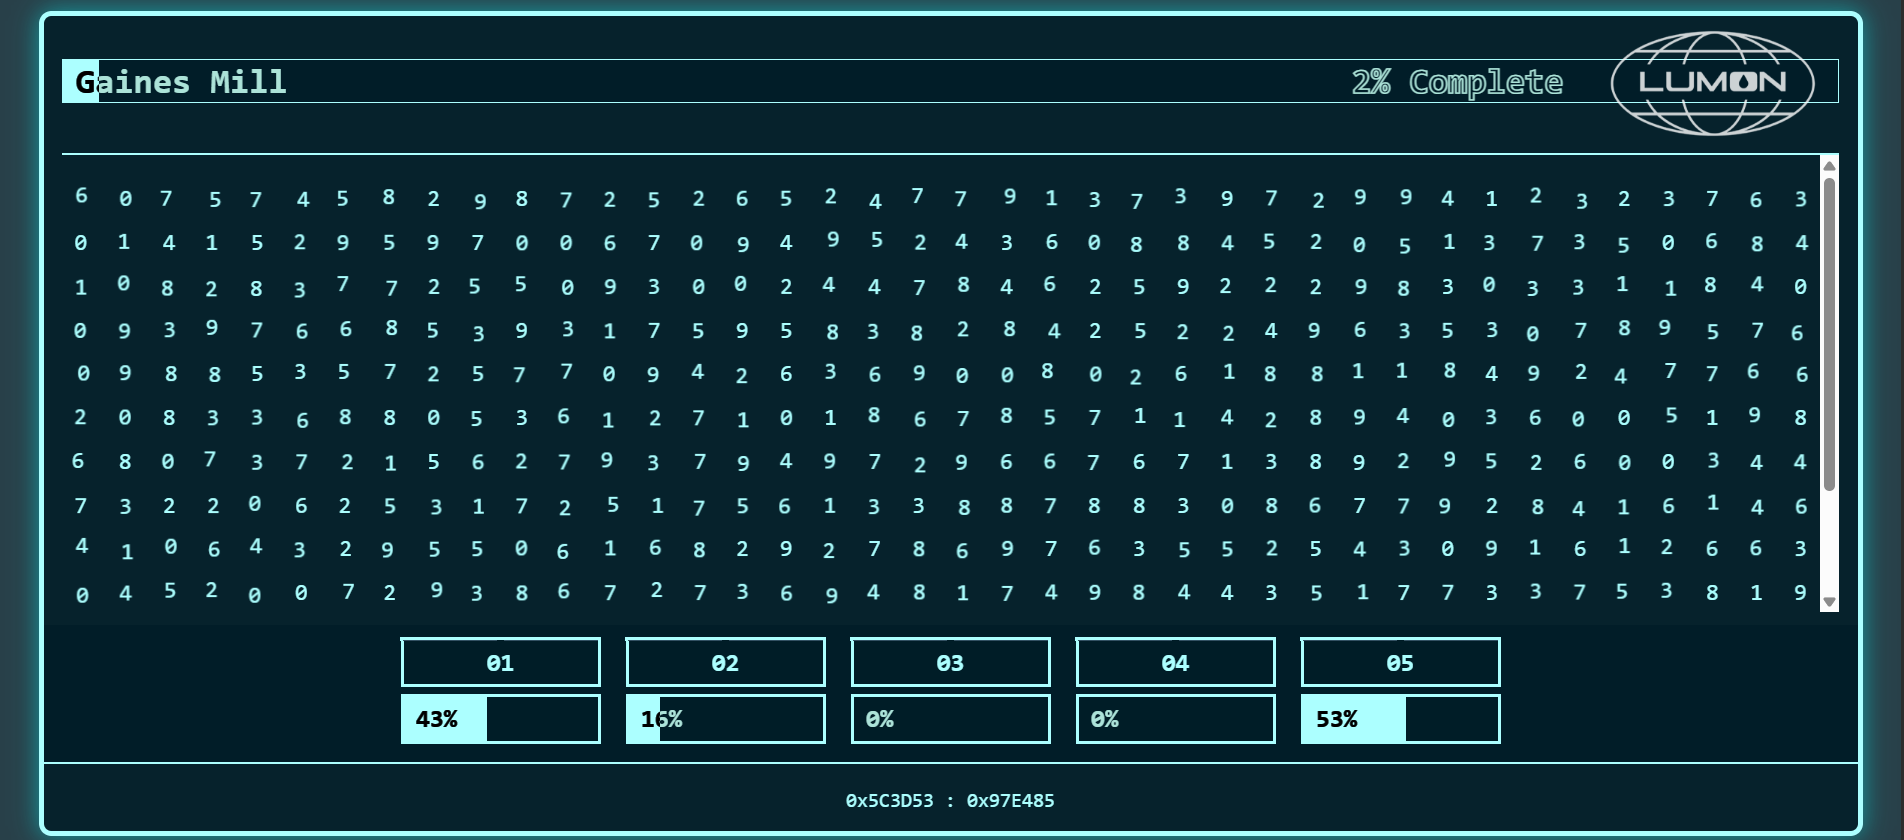 Gaines Mill 2% Complete LUMON
6 0 7 5 7 4 5 8 2 9 8 7 2 5 2 6 5 2 4 7 7 9 1 3 7 3 9 7 2 9 9 4 1 2 3 2 3 7 6 3
0 1 4 1 5 2 9 5 9 7 0 0 6 7 0 9 4 9 5 2 4 3 6 0 8 8 4 5 2 0 5 1 3 7 3 5 0 6 8 4
1 0 8 2 8 3 7 7 2 5 5 0 9 3 0 0 2 4 4 7 8 4 6 2 5 9 2 2 2 9 8 3 0 3 3 1 1 8 4 0
0 9 3 9 7 6 6 8 5 3 9 3 1 7 5 9 5 8 3 8 2 8 4 2 5 2 2 4 9 6 3 5 3 0 7 8 9 5 7 6
0 9 8 8 5 3 5 7 2 5 7 7 0 9 4 2 6 3 6 9 0 0 8 0 2 6 1 8 8 1 1 8 4 9 2 4 7 7 6 6
2 0 8 3 3 6 8 8 0 5 3 6 1 2 7 1 0 1 8 6 7 8 5 7 1 1 4 2 8 9 4 0 3 6 0 0 5 1 9 8
6 8 0 7 3 7 2 1 5 6 2 7 9 3 7 9 4 9 7 2 9 6 6 7 6 7 1 3 8 9 2 9 5 2 6 0 0 3 4 4
7 3 2 2 0 6 2 5 3 1 7 2 5 1 7 5 6 1 3 3 8 8 7 8 8 3 0 8 6 7 7 9 2 8 4 1 6 1 4 6
4 1 0 6 4 3 2 9 5 5 0 6 1 6 8 2 9 2 7 8 6 9 7 6 3 5 5 2 5 4 3 0 9 1 6 1 2 6 6 3
0 4 5 2 0 0 7 2 9 3 8 6 7 2 7 3 6 9 4 8 1 7 4 9 8 4 4 3 5 1 7 7 3 3 7 5 3 8 1 9
01 02 03 04 05
43% 16% 0% 0% 53%
0x5C3D53 : 0x97E485